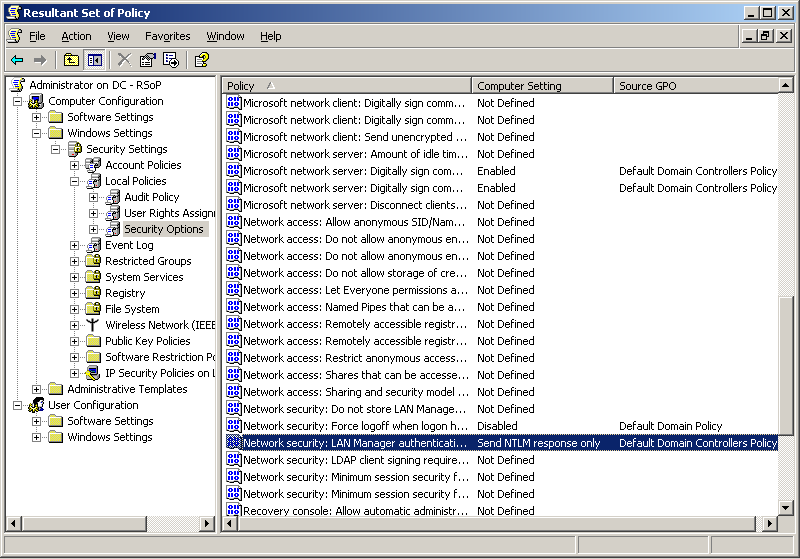 Resultant Set of Policy
File Action View Favorites Window Help
Administrator on DC - RSoP
Computer Configuration
Software Settings
Windows Settings
Security Settings
Account Policies
Local Policies
Audit Policy
User Rights Assign
Security Options
Event Log
Restricted Groups
System Services
Registry
File System
Wireless Network (IEEE
Public Key Policies
Software Restriction Po
IP Security Policies on L
Administrative Templates
User Configuration
Software Settings
Windows Settings
Policy Computer Setting Source GPO
Microsoft network client: Digitally sign comm... Not Defined
Microsoft network client: Digitally sign comm... Not Defined
Microsoft network client: Send unencrypted ... Not Defined
Microsoft network server: Amount of idle tim... Not Defined
Microsoft network server: Digitally sign com... Enabled Default Domain Controllers Policy
Microsoft network server: Digitally sign com... Enabled Default Domain Controllers Policy
Microsoft network server: Disconnect clients... Not Defined
Network access: Allow anonymous SID/Nam... Not Defined
Network access: Do not allow anonymous en... Not Defined
Network access: Do not allow anonymous en... Not Defined
Network access: Do not allow storage of cre... Not Defined
Network access: Let Everyone permissions a... Not Defined
Network access: Named Pipes that can be a... Not Defined
Network access: Remotely accessible registr... Not Defined
Network access: Remotely accessible registr... Not Defined
Network access: Restrict anonymous access... Not Defined
Network access: Shares that can be accesse... Not Defined
Network access: Sharing and security model ... Not Defined
Network security: Do not store LAN Manage... Not Defined
Network security: Force logoff when logon h... Disabled Default Domain Policy
Network security: LAN Manager authenticati... Send NTLM response only Default Domain Controllers Policy
Network security: LDAP client signing require... Not Defined
Network security: Minimum session security f... Not Defined
Network security: Minimum session security f... Not Defined
Recovery console: Allow automatic administr... Not Defined